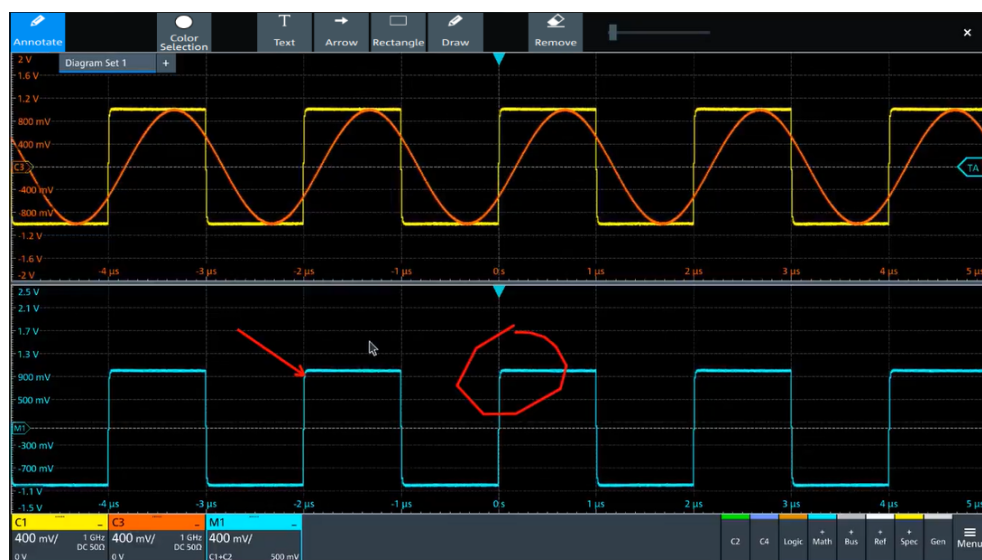 Annotate
Color Selection
Text
Arrow
Rectangle
Draw
Remove
×
Diagram Set 1 +
2 V
1.6 V
1.2 V
800 mV
400 mV
C3
TA
-400 mV
-800 mV
-1.2 V
-1.6 V
-2 V
-4 µs -3 µs -2 µs -1 µs 0 s 1 µs 2 µs 3 µs 4 µs 5 µs
2.5 V
2.1 V
1.7 V
1.3 V
900 mV
500 mV
M1
-300 mV
-700 mV
-1.1 V
-1.5 V
-4 µs -3 µs -2 µs -1 µs 0 s 1 µs 2 µs 3 µs 4 µs 5 µs
C1
400 mV/ 1 GHz
DC 50Ω
0 V
C3
400 mV/ 1 GHz
DC 50Ω
0 V
M1
400 mV/
C1+C2 500 mV
+ C2
+ C4
+ Logic
+ Math
+ Bus
+ Ref
+ Spec
+ Gen
Menu